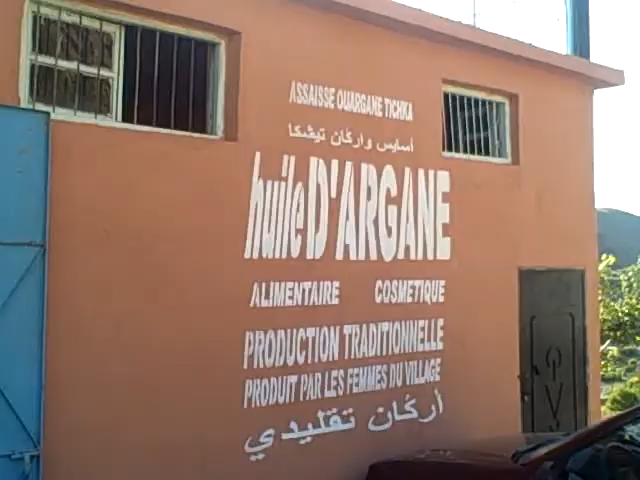 ASSAISSE OUARGANE TICHKA
أسايس واركان تيشكا
huile D'ARGANE
ALIMENTAIRE COSMETIQUE
PRODUCTION TRADITIONNELLE
PRODUIT PAR LES FEMMES DU VILLAGE
أركان تقليدي